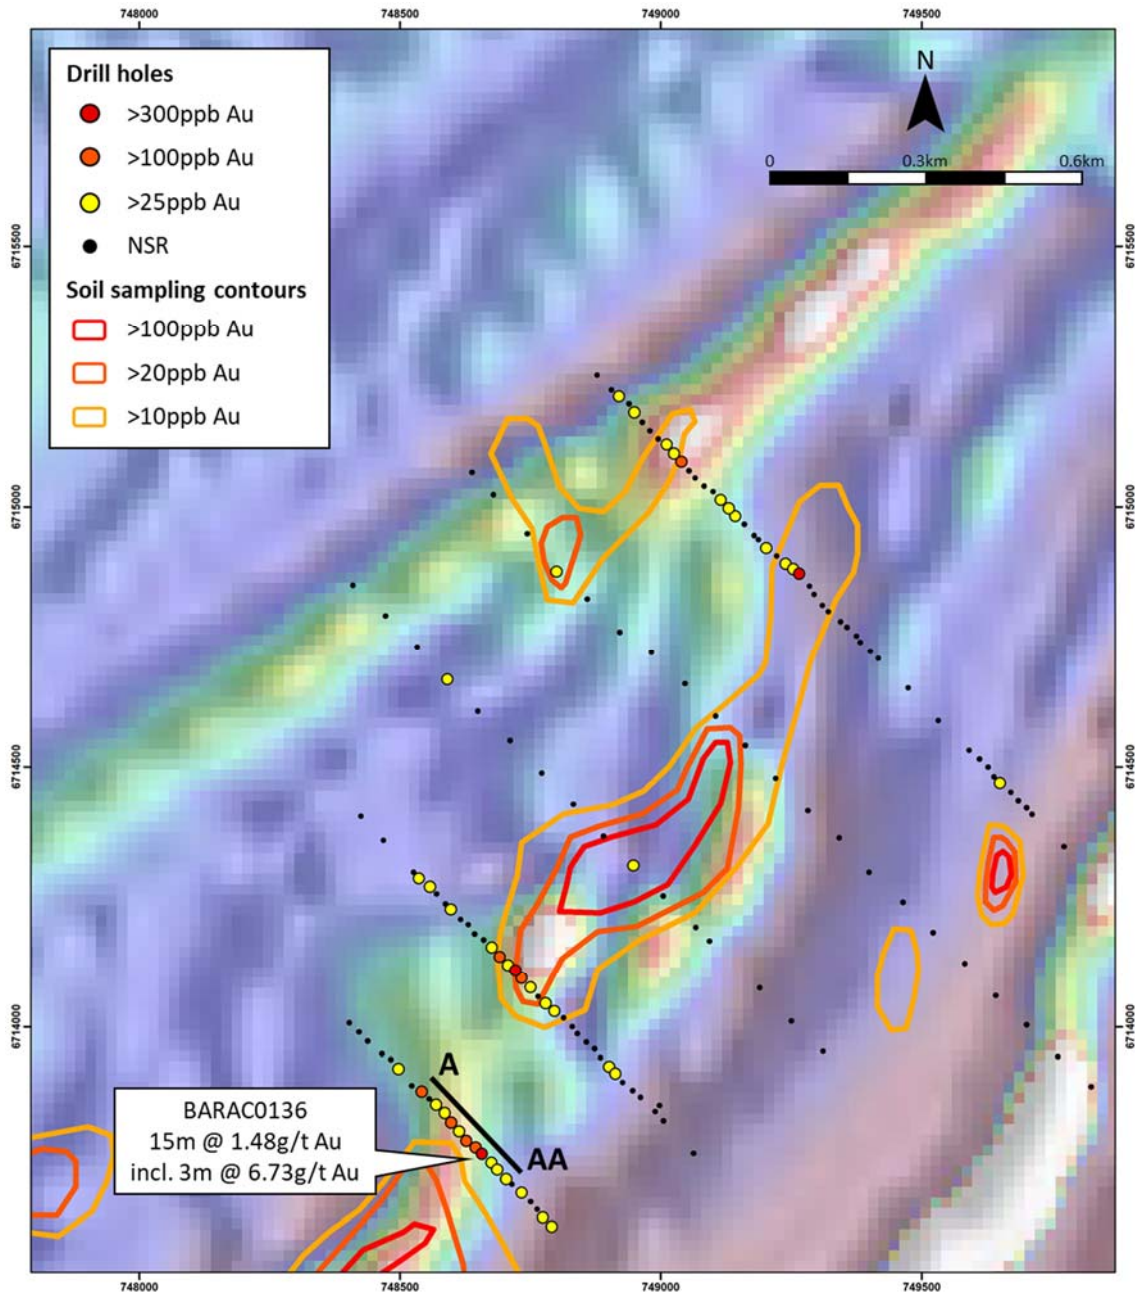 748000 748500 749000 749500
Drill holes
>300ppb Au
>100ppb Au
>25ppb Au
NSR
Soil sampling contours
>100ppb Au
>20ppb Au
>10ppb Au
N
0 0.3km 0.6km
6715500 6715500
6715000 6715000
6714500 6714500
6714000 6714000
A
AA
BARAC0136
15m @ 1.48g/t Au
incl. 3m @ 6.73g/t Au
748000 748500 749000 749500